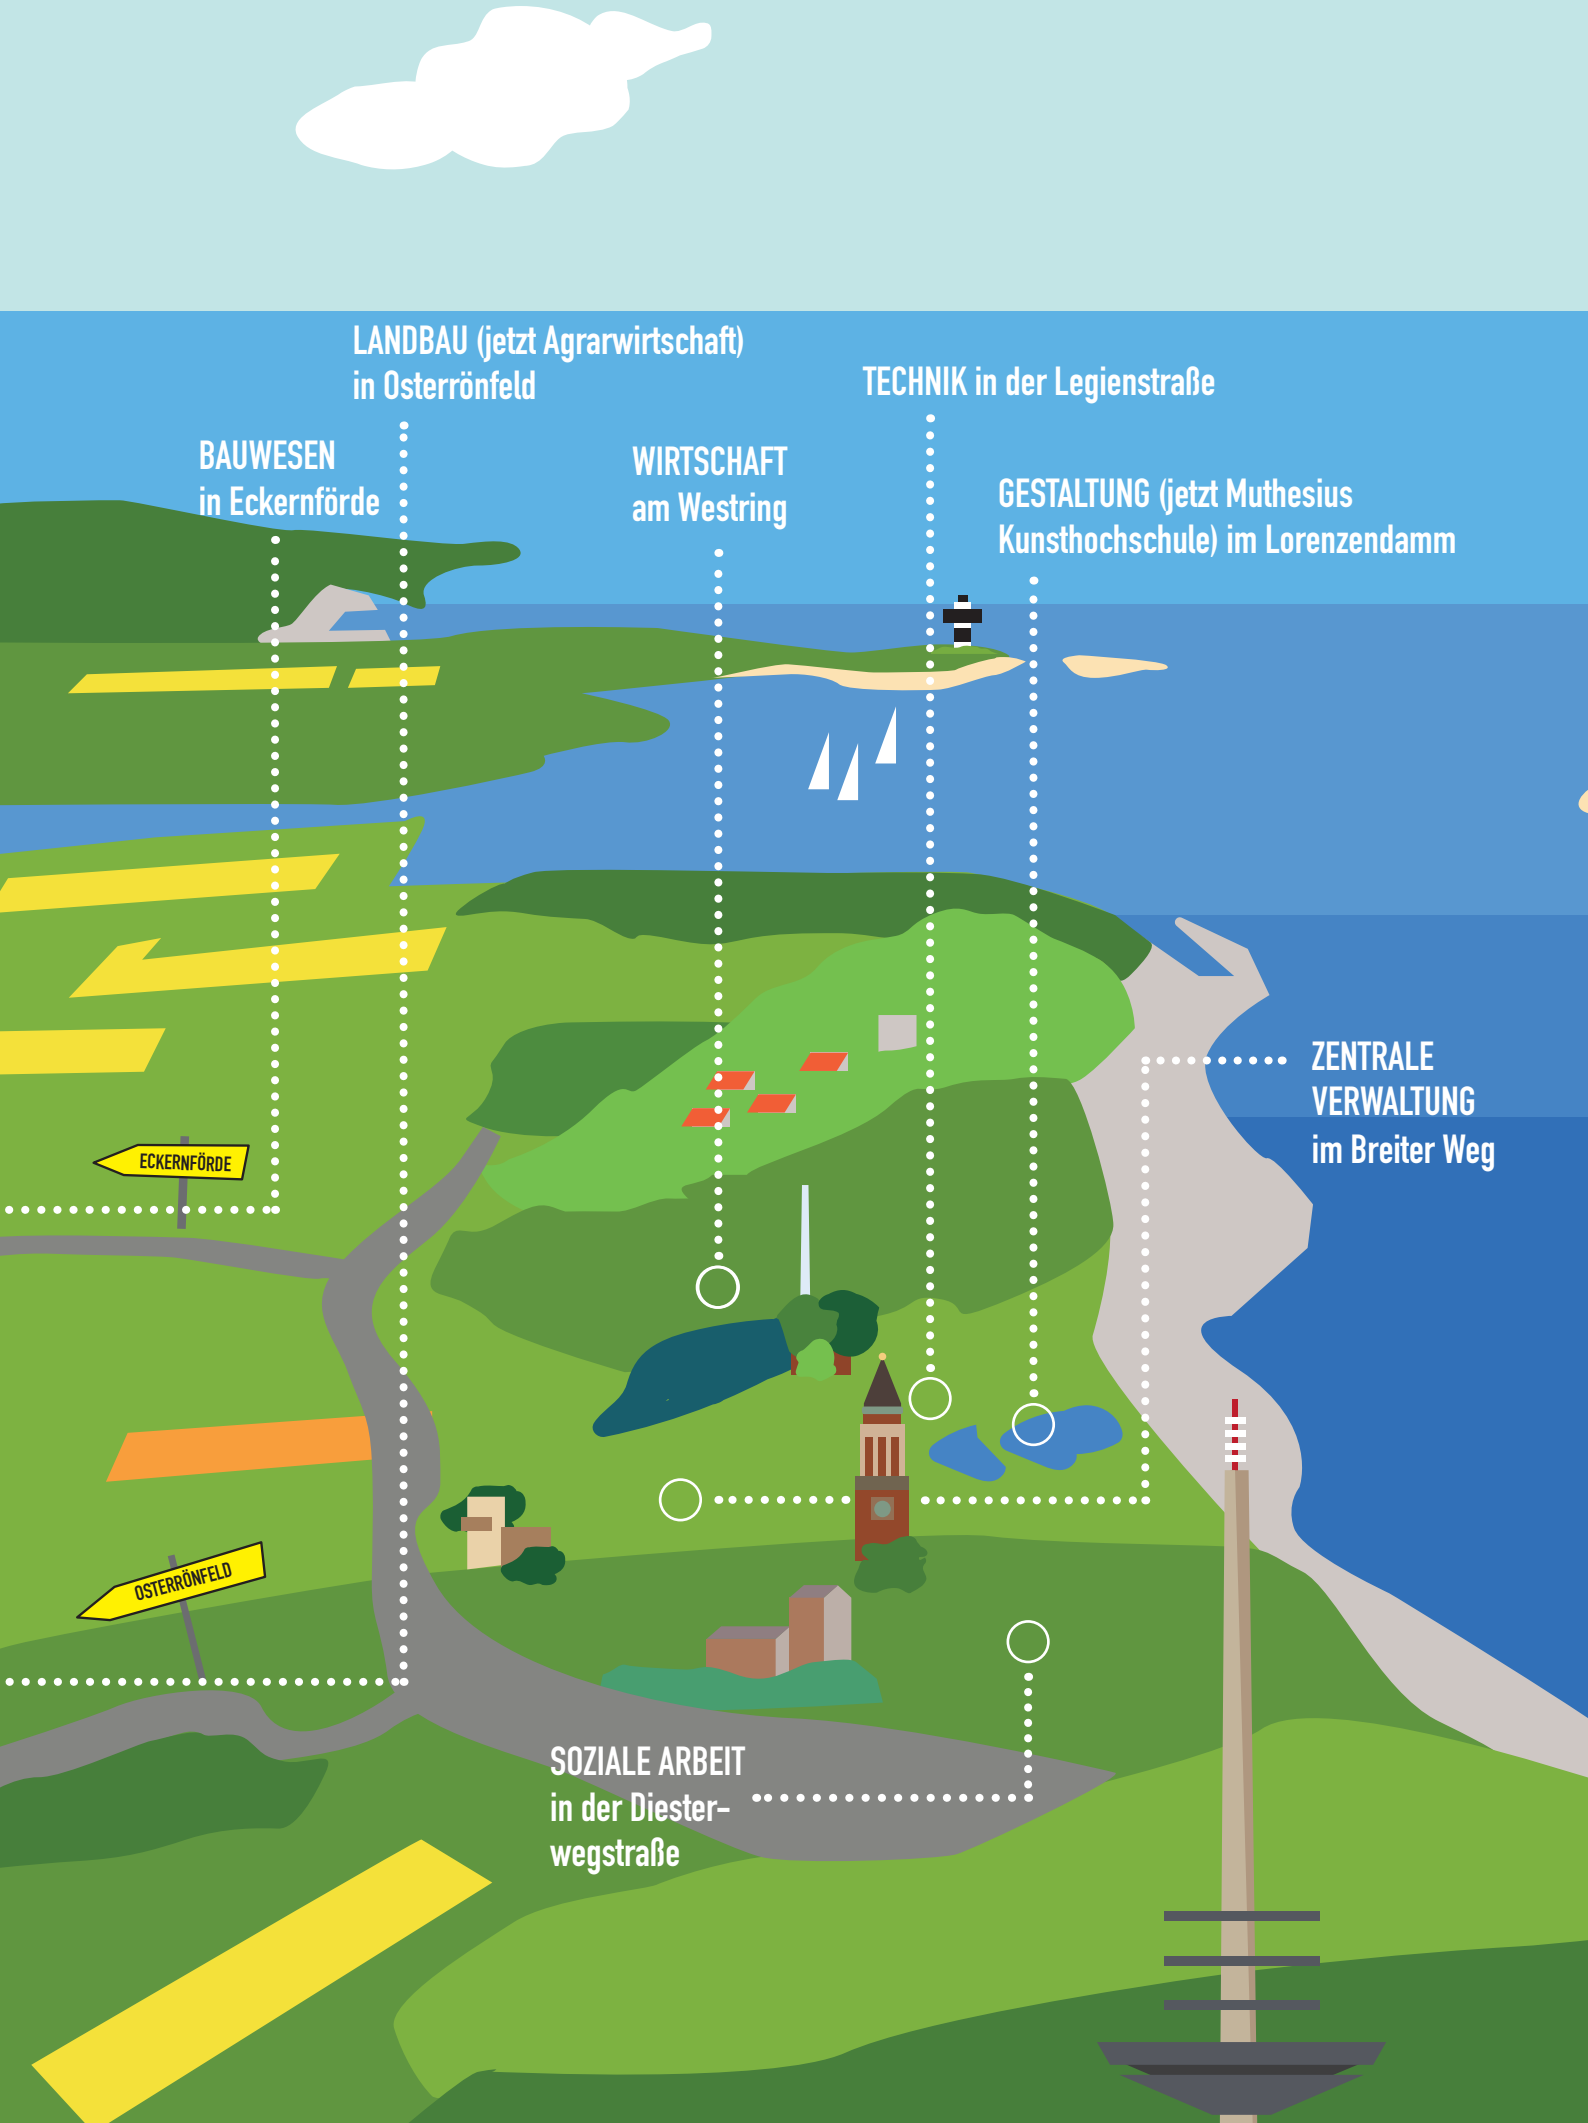 LANDBAU (jetzt Agrarwirtschaft)
in Osterrönfeld
TECHNIK in der Legienstraße
BAUWESEN
in Eckernförde
WIRTSCHAFT
am Westring
GESTALTUNG (jetzt Muthesius
Kunsthochschule) im Lorenzendamm
ZENTRALE
VERWALTUNG
im Breiter Weg
ECKERNFÖRDE
OSTERRÖNFELD
SOZIALE ARBEIT
in der Diester-
wegstraße